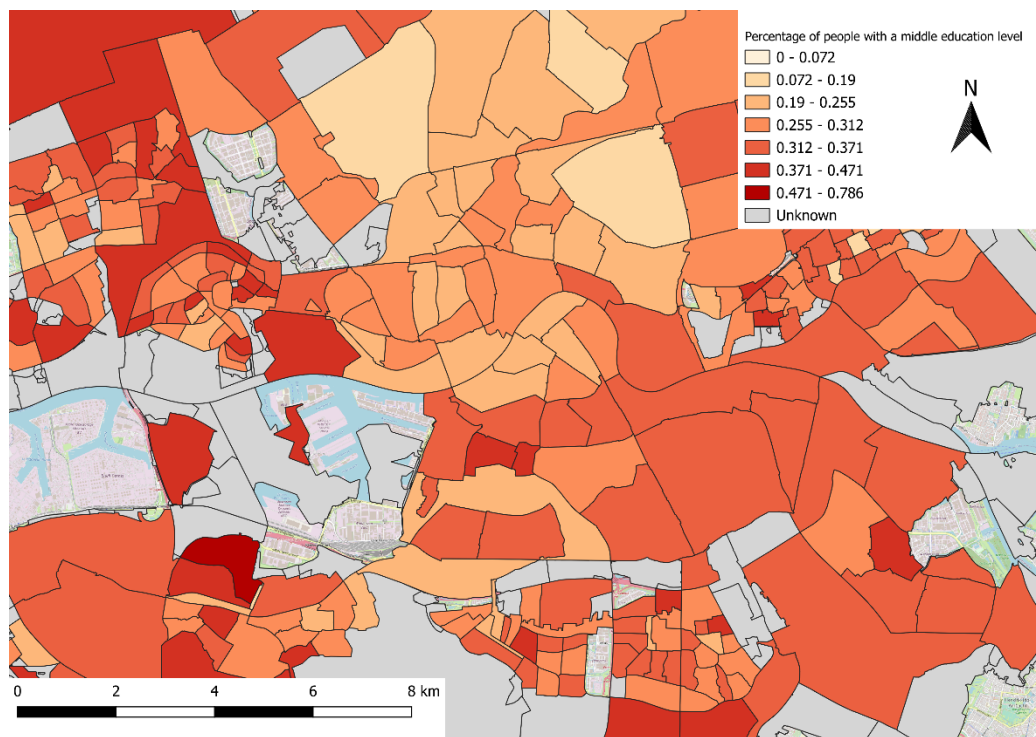 Percentage of people with a middle education level
0 - 0.072
0.072 - 0.19
0.19 - 0.255
0.255 - 0.312
0.312 - 0.371
0.371 - 0.471
0.471 - 0.786
Unknown
N
0 2 4 6 8 km